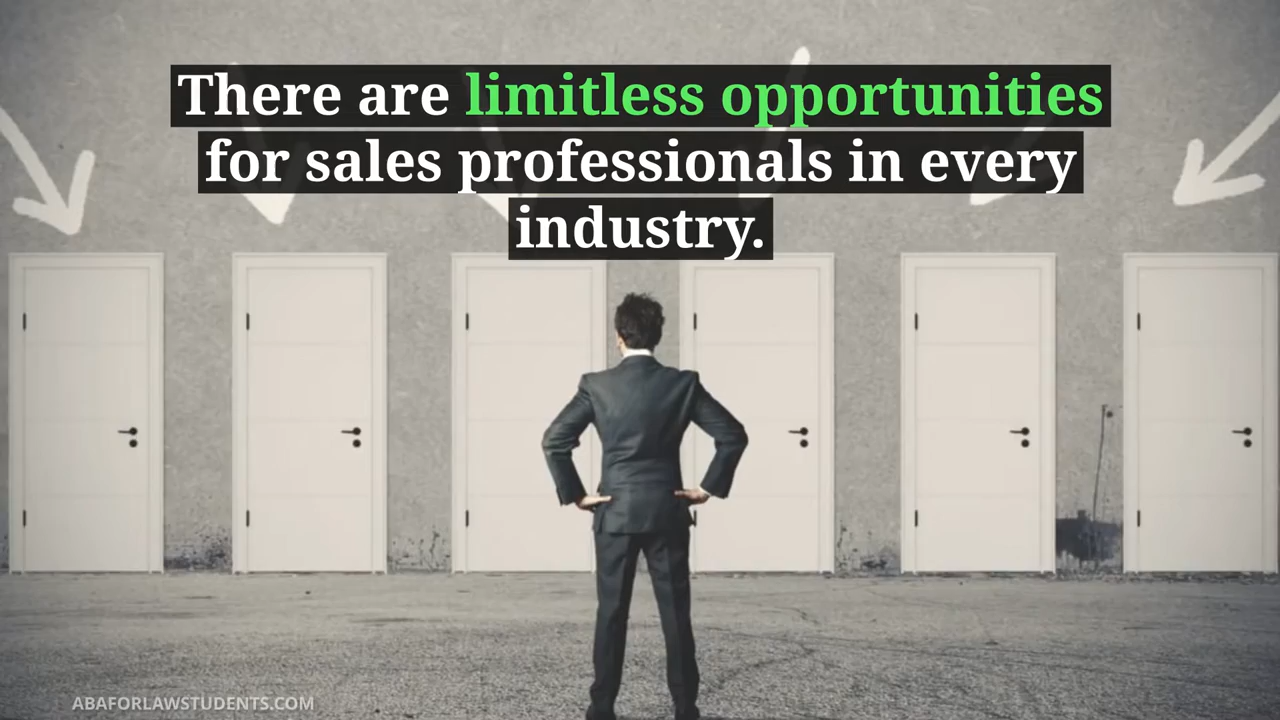 There are limitless opportunities
for sales professionals in every
industry.
ABAFORLAWSTUDENTS.COM